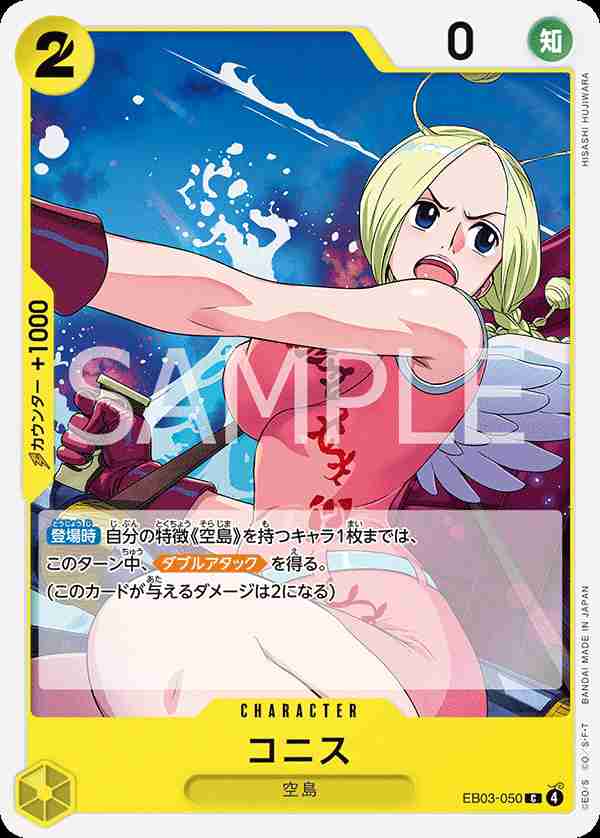 2
0
知
HISASHI HUJIWARA
カウンター +1000
SAMPLE
登場時 自分の特徴《空島》を持つキャラ1枚までは、
このターン中、ダブルアタック を得る。
(このカードが与えるダメージは2になる)
CHARACTER
コニス
空島
EB03-050 C 4
©EO/S ©O/S・F・T BANDAI MADE IN JAPAN